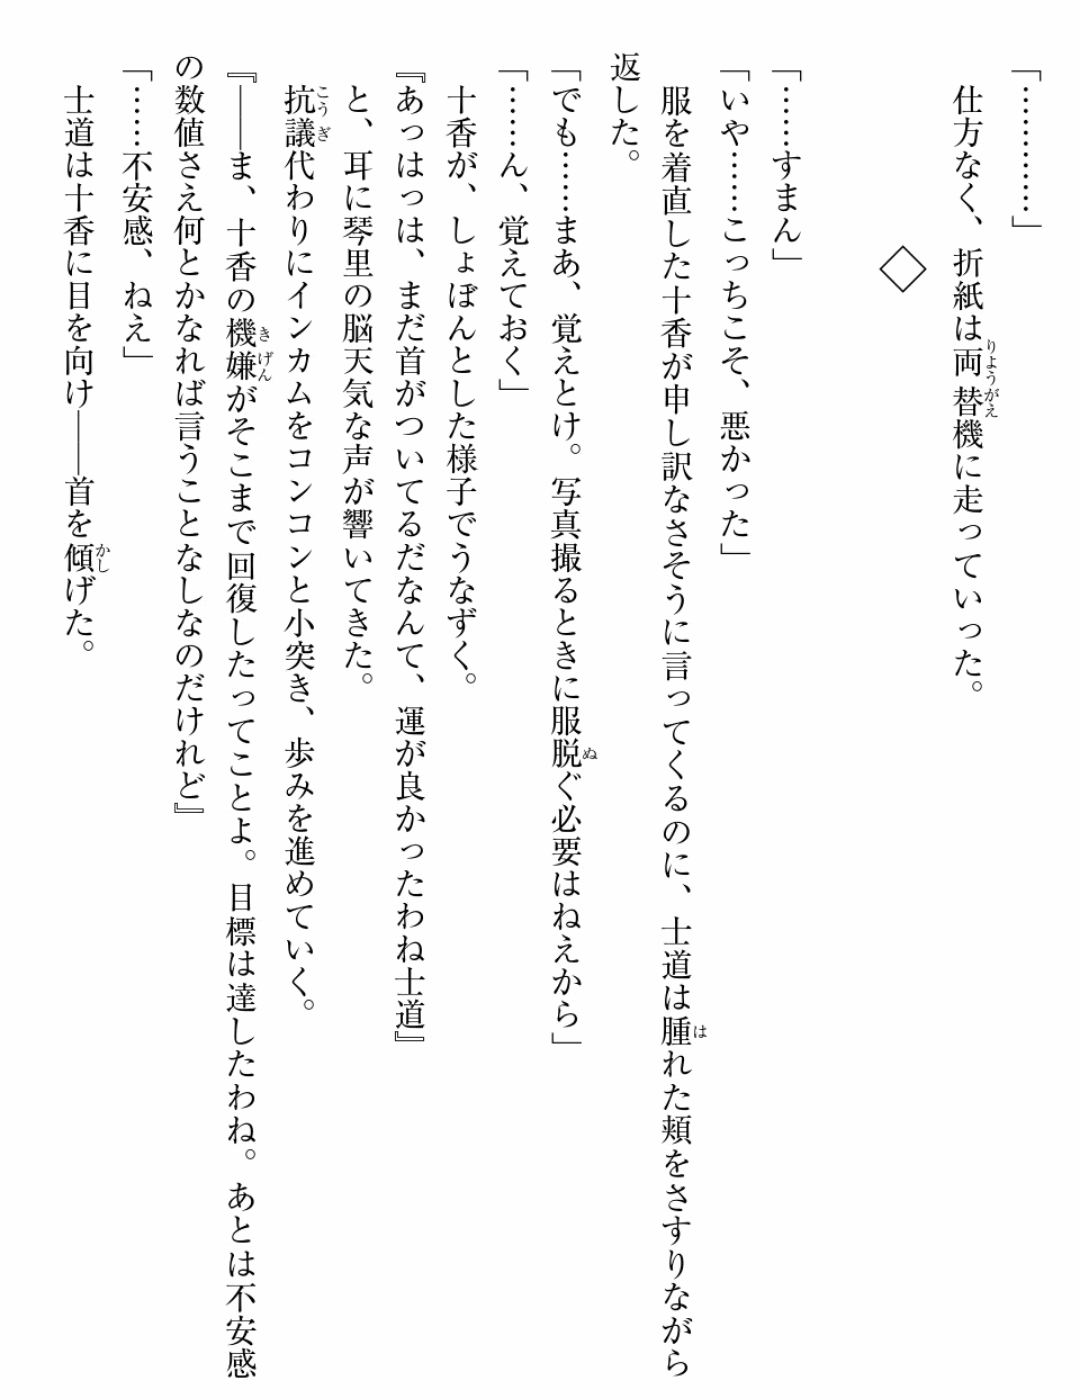 「…………」
　仕方なく、折紙は両替機に走っていった。
◇
「……すまん」
「いや……こっちこそ、悪かった」
　服を着直した十香が申し訳なさそうに言ってくるのに、士道は腫れた頬をさすりながら
返した。
「でも……まあ、覚えとけ。写真撮るときに服脱ぐ必要はねえから」
「……ん、覚えておく」
　十香が、しょぼんとした様子でうなずく。
『あっはっは、まだ首がついてるだなんて、運が良かったわね士道』
　と、耳に琴里の脳天気な声が響いてきた。
　抗議代わりにインカムをコンコンと小突き、歩みを進めていく。
『――ま、十香の機嫌がそこまで回復したってことよ。目標は達したわね。あとは不安感
の数値さえ何とかなれば言うことなしなのだけれど』
「……不安感、ねえ」
　士道は十香に目を向け――首を傾げた。